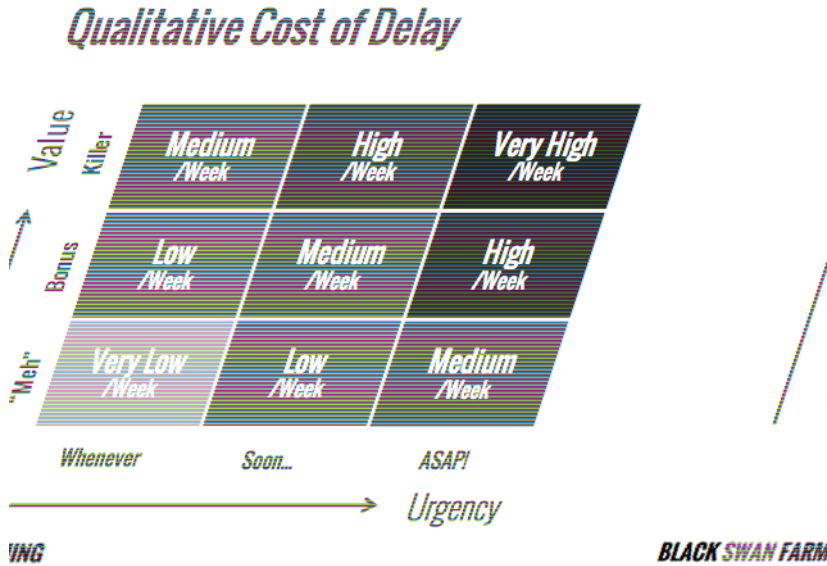 Qualitative Cost of Delay
Value
Killer
Medium
/Week
High
/Week
Very High
/Week
Bonus
Low
/Week
Medium
/Week
High
/Week
"Meh"
Very Low
/Week
Low
/Week
Medium
/Week
Whenever
Soon...
ASAP!
Urgency
BLACK SWAN FARM